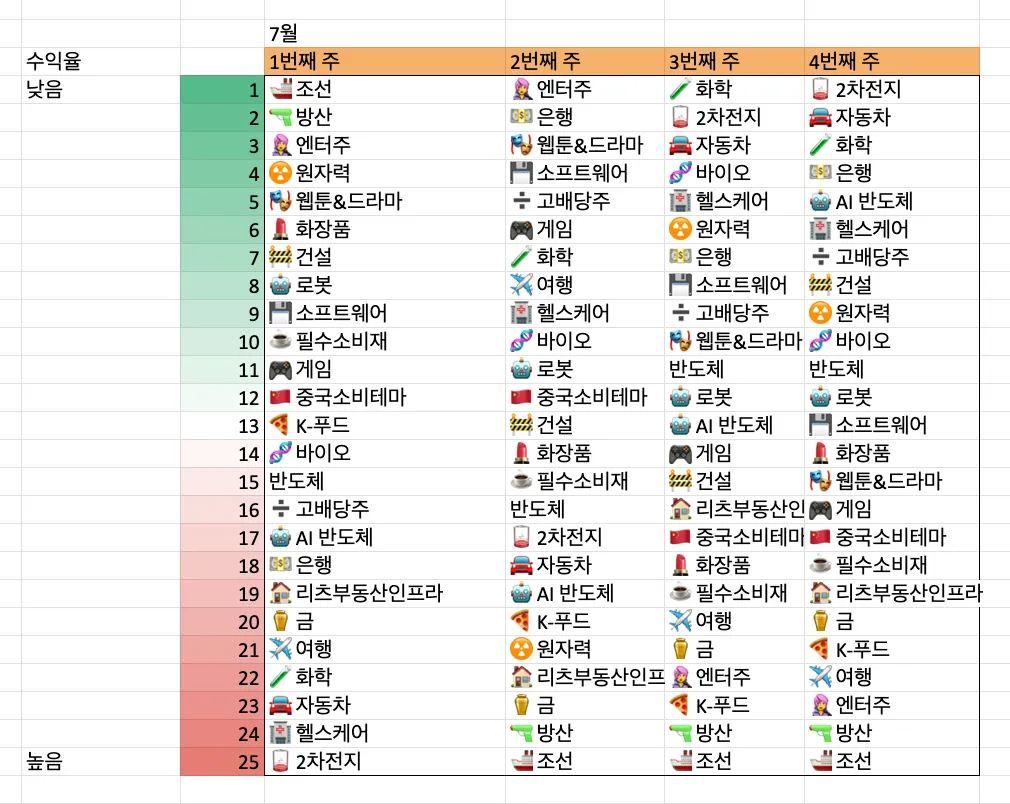 7월
수익율 1번째 주 2번째 주 3번째 주 4번째 주
낮음 1 조선 엔터주 화학 2차전지
2 방산 은행 2차전지 자동차
3 엔터주 웹툰&드라마 자동차 화학
4 원자력 소프트웨어 바이오 은행
5 웹툰&드라마 고배당주 헬스케어 AI 반도체
6 화장품 게임 원자력 헬스케어
7 건설 화학 은행 고배당주
8 로봇 여행 소프트웨어 건설
9 소프트웨어 헬스케어 고배당주 원자력
10 필수소비재 바이오 웹툰&드라마 바이오
11 게임 로봇 반도체 반도체
12 중국소비테마 중국소비테마 로봇 로봇
13 K-푸드 건설 AI 반도체 소프트웨어
14 바이오 화장품 게임 화장품
15 반도체 필수소비재 건설 웹툰&드라마
16 고배당주 반도체 리츠부동산인 게임
17 AI 반도체 2차전지 중국소비테마 중국소비테마
18 은행 자동차 화장품 필수소비재
19 리츠부동산인프라 AI 반도체 필수소비재 리츠부동산인프라
20 금 K-푸드 여행 금
21 여행 원자력 금 K-푸드
22 화학 리츠부동산인프 엔터주 여행
23 자동차 금 K-푸드 엔터주
24 헬스케어 방산 방산 방산
높음 25 2차전지 조선 조선 조선